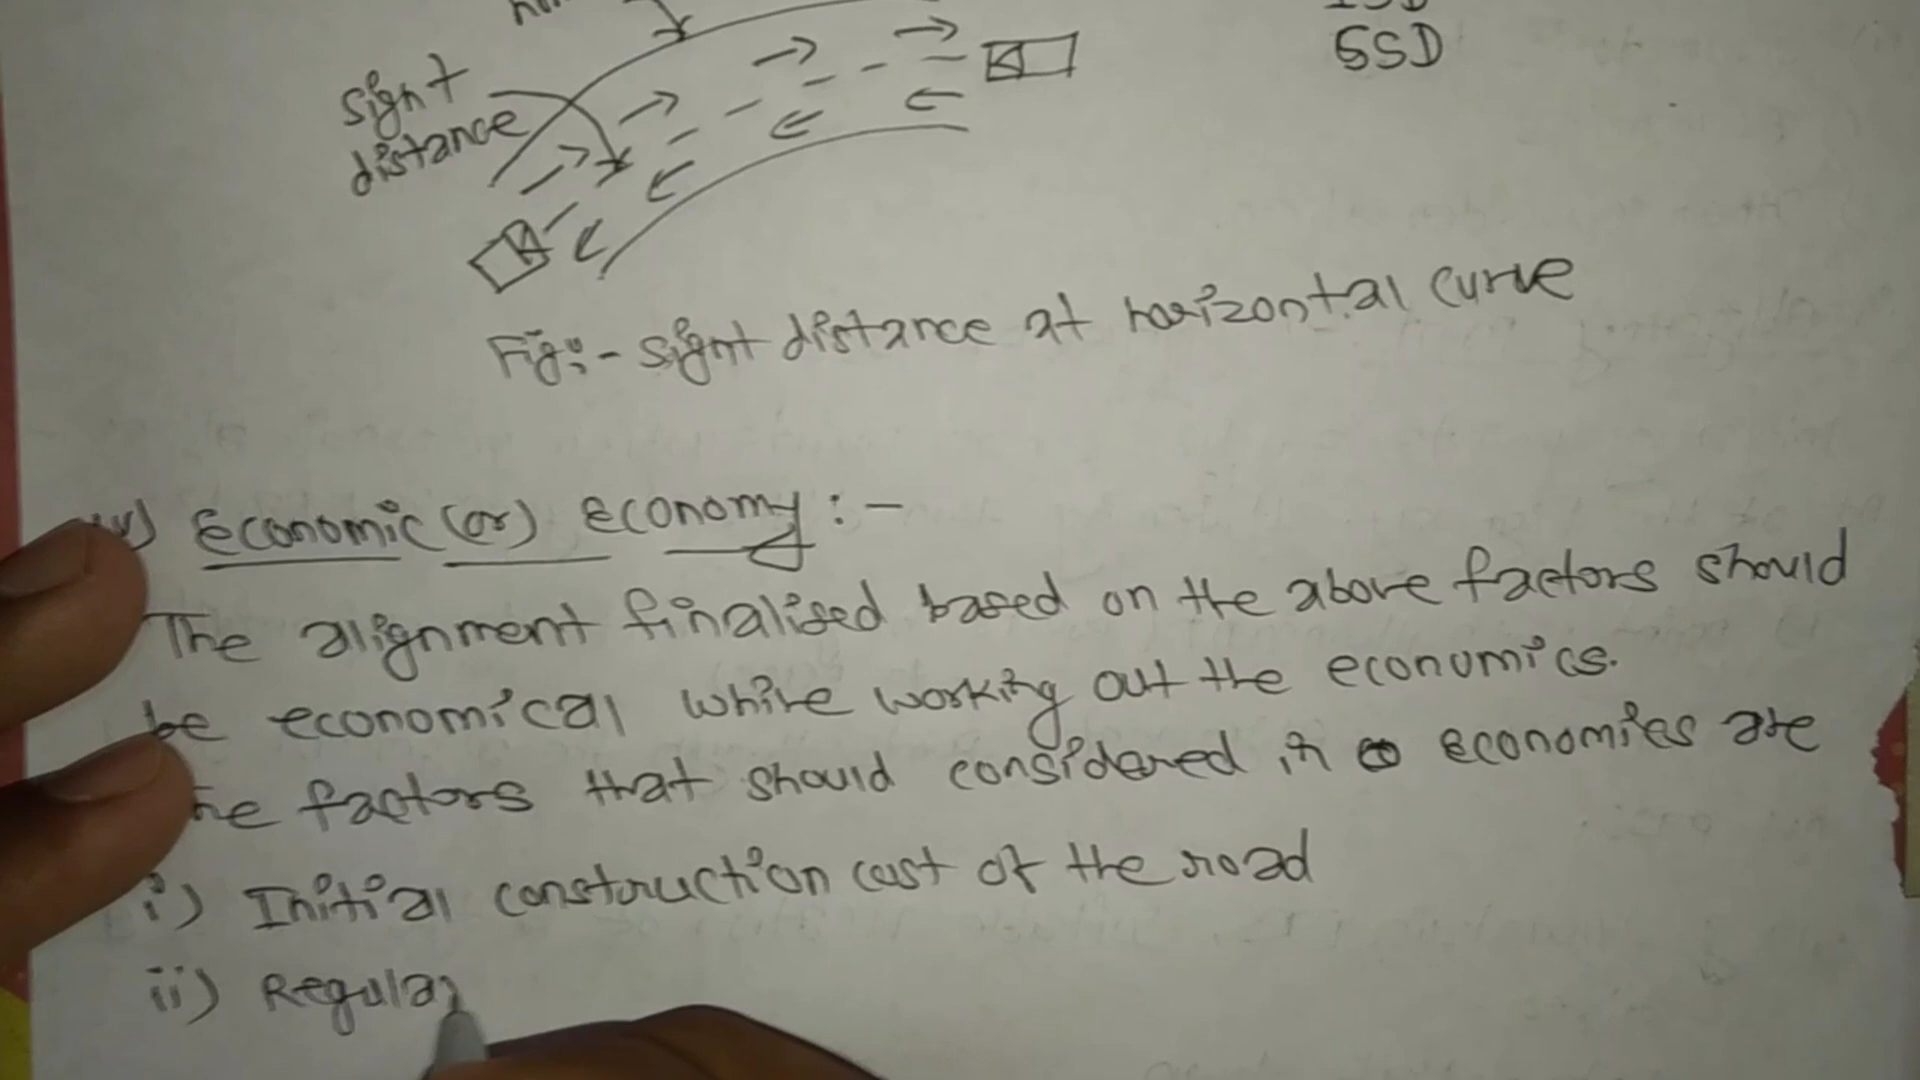 SSD
sight
distance
Fig:- sight distance at horizontal curve
Economic (or) Economy :-
The alignment finalised based on the above factors should
be economical while working out the economics.
factors that should considered in economies are
i) Initial construction cost of the road
ii) Regular